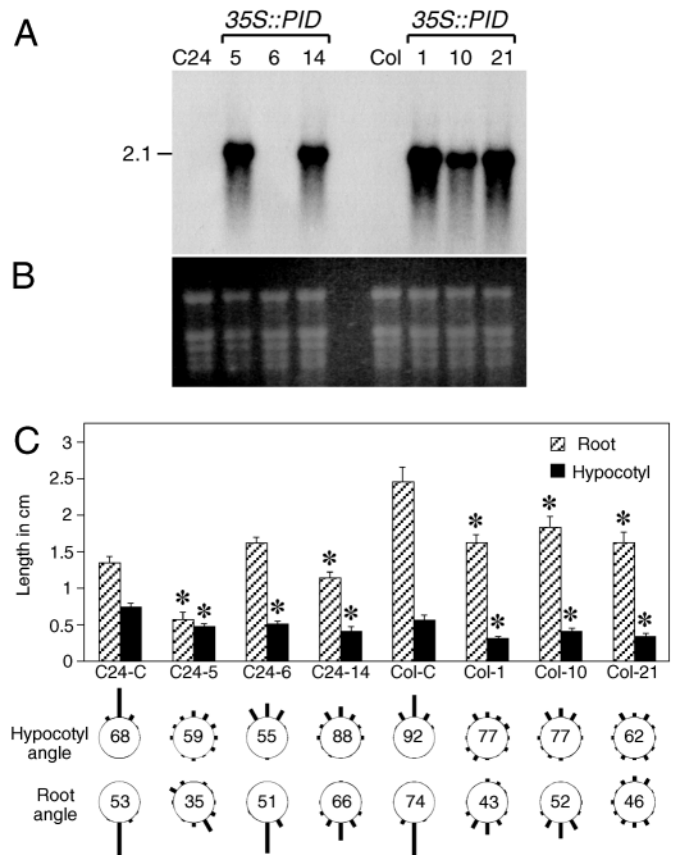 A
35S::PID 35S::PID
C24 5 6 14 Col 1 10 21
2.1
B
C
3
2.5
2
1.5
1
0.5
0
Length in cm
Root
Hypocotyl
* * * * * * * * * * *
C24-C C24-5 C24-6 C24-14 Col-C Col-1 Col-10 Col-21
Hypocotyl angle
68 59 55 88 92 77 77 62
Root angle
53 35 51 66 74 43 52 46